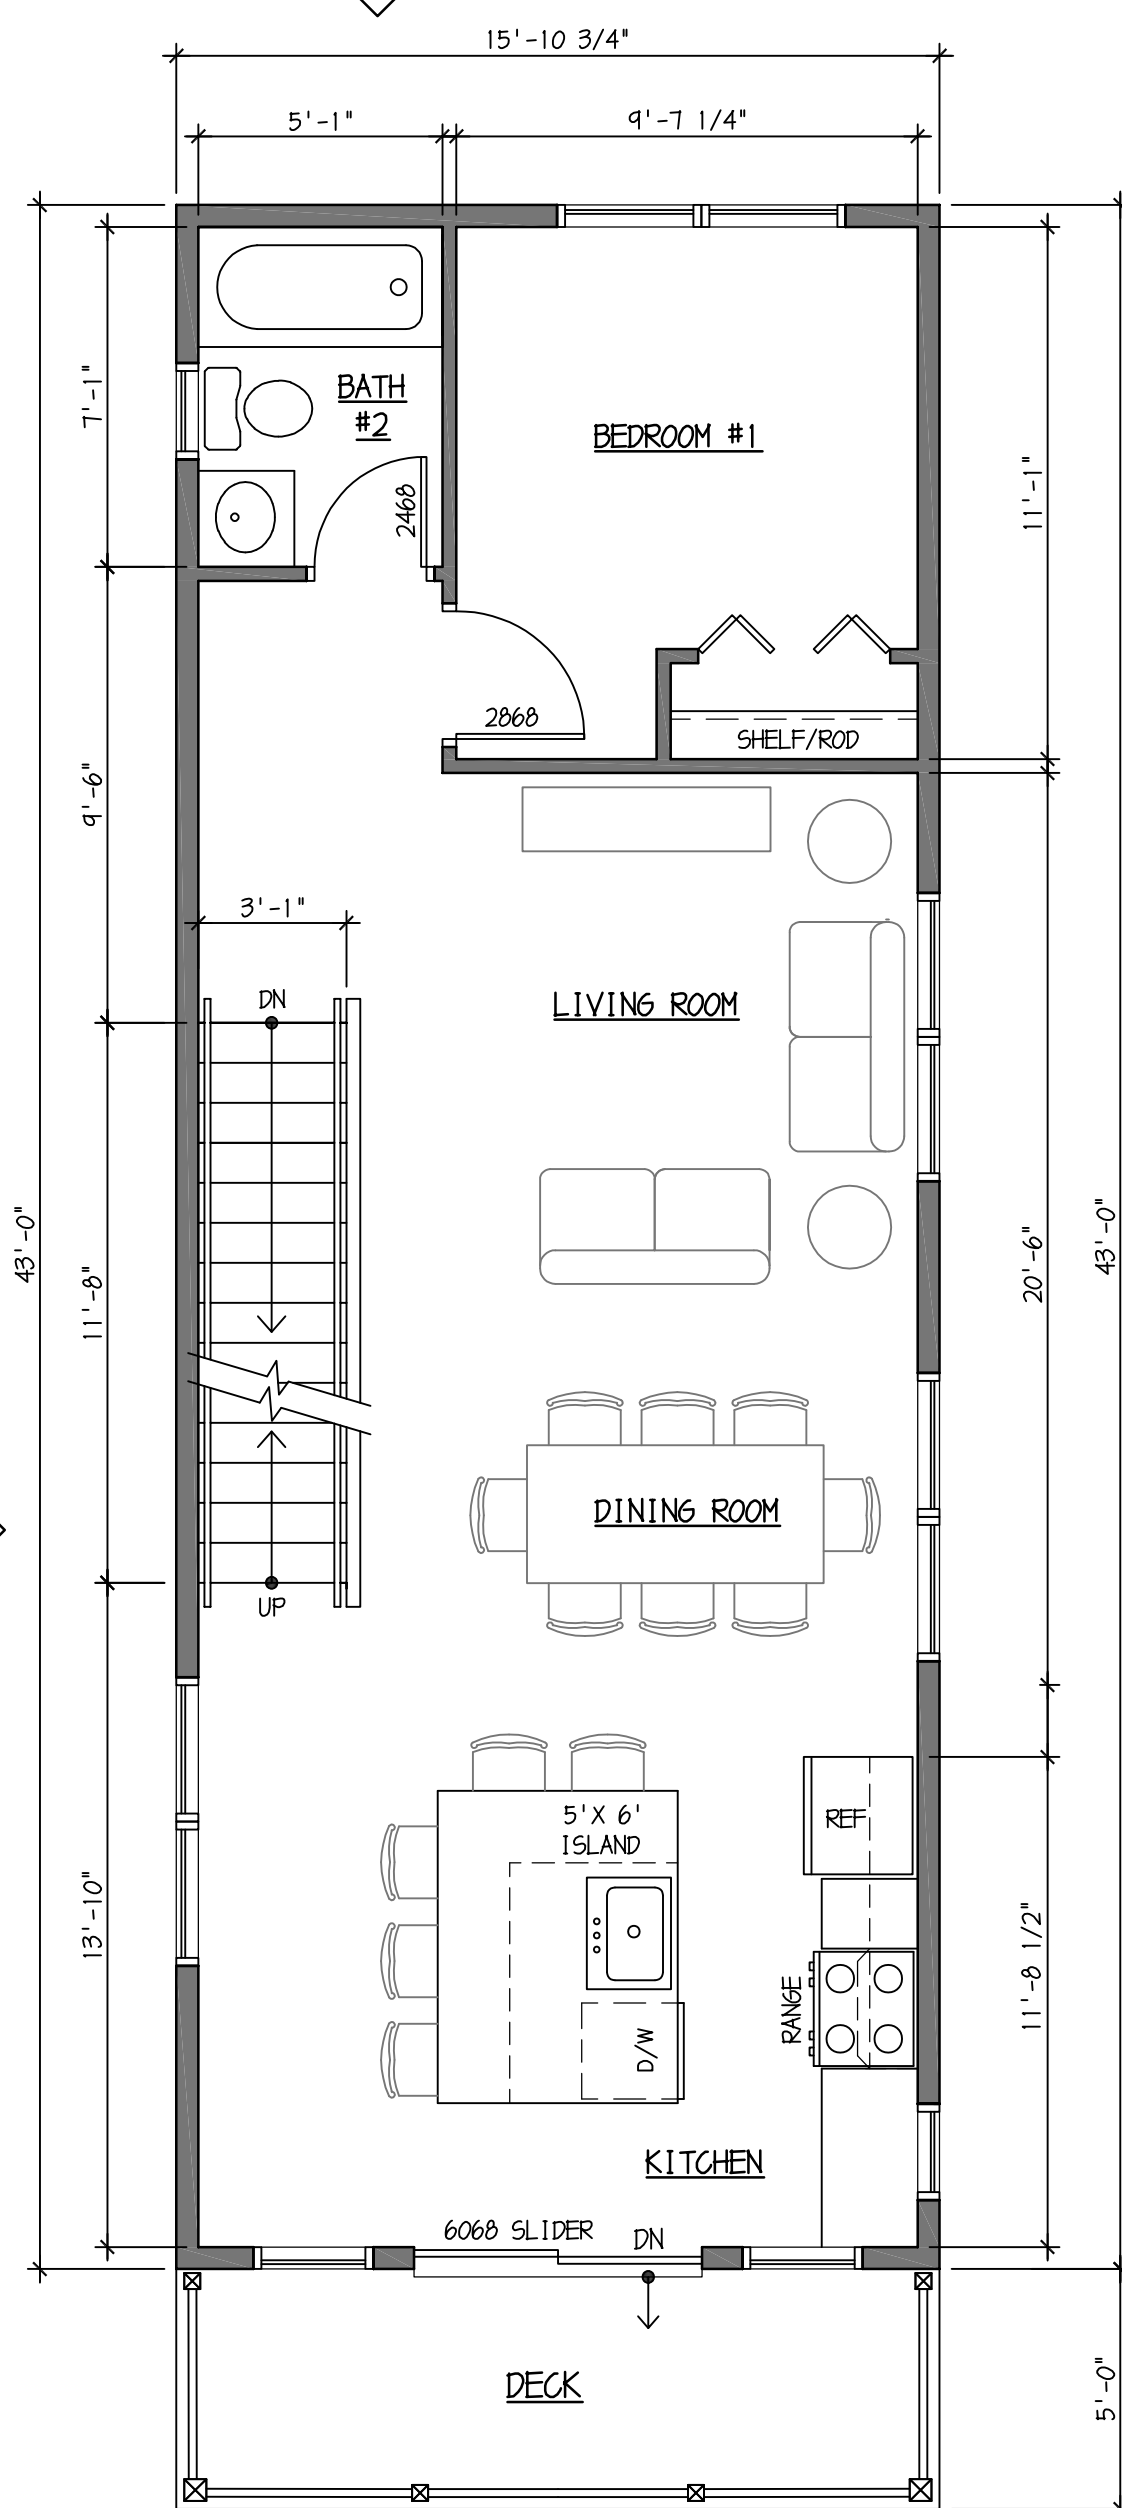 15'-10 3/4"
5'-1"
9'-7 1/4"
7'-1"
BATH
#2
BEDROOM #1
2468
11'-1"
2868
SHELF/ROD
9'-6"
3'-1"
DN
LIVING ROOM
43'-0"
11'-8"
20'-6"
43'-0"
DINING ROOM
UP
5'X 6'
ISLAND
REF
13'-10"
RANGE
11'-8 1/2"
D/W
KITCHEN
6068 SLIDER
DN
DECK
5'-0"